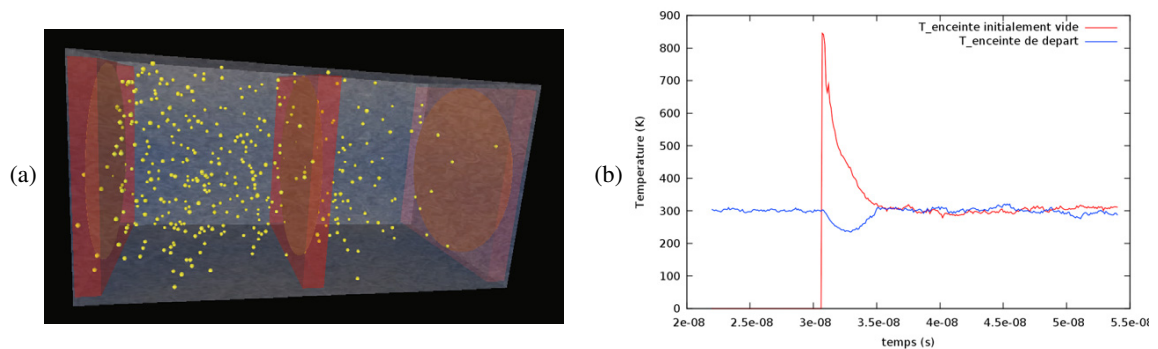 (a)
(b)
Temperature (K)
900
800
700
600
500
400
300
200
100
0
T_enceinte initialement vide
T_enceinte de depart
2e-08
2.5e-08
3e-08
3.5e-08
4e-08
4.5e-08
5e-08
5.5e-08
temps (s)